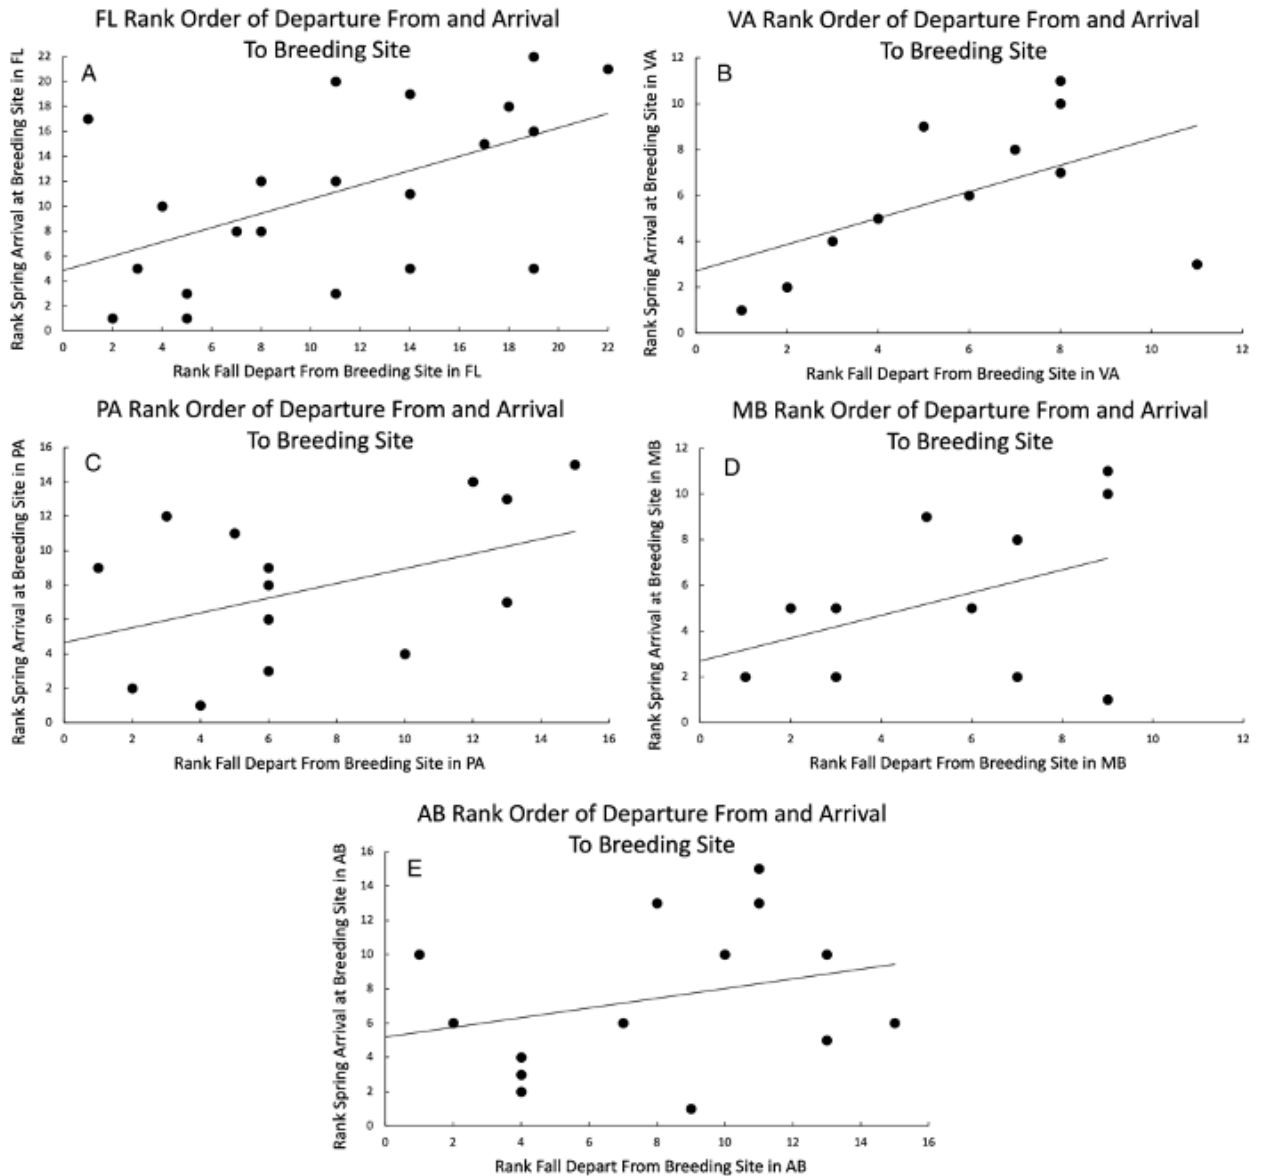 FL Rank Order of Departure From and Arrival
To Breeding Site
A
Rank Spring Arrival at Breeding Site in FL
22
20
18
16
14
12
10
8
6
4
2
0
0 2 4 6 8 10 12 14 16 18 20 22
Rank Fall Depart From Breeding Site in FL
VA Rank Order of Departure From and Arrival
To Breeding Site
B
Rank Spring Arrival at Breeding Site in VA
12
10
8
6
4
2
0
0 2 4 6 8 10 12
Rank Fall Depart From Breeding Site in VA
PA Rank Order of Departure From and Arrival
To Breeding Site
C
Rank Spring Arrival at Breeding Site in PA
16
14
12
10
8
6
4
2
0
0 2 4 6 8 10 12 14 16
Rank Fall Depart From Breeding Site in PA
MB Rank Order of Departure From and Arrival
To Breeding Site
D
Rank Spring Arrival at Breeding Site in MB
12
10
8
6
4
2
0
0 2 4 6 8 10 12
Rank Fall Depart From Breeding Site in MB
AB Rank Order of Departure From and Arrival
To Breeding Site
E
Rank Spring Arrival at Breeding Site in AB
16
14
12
10
8
6
4
2
0
0 2 4 6 8 10 12 14 16
Rank Fall Depart From Breeding Site in AB